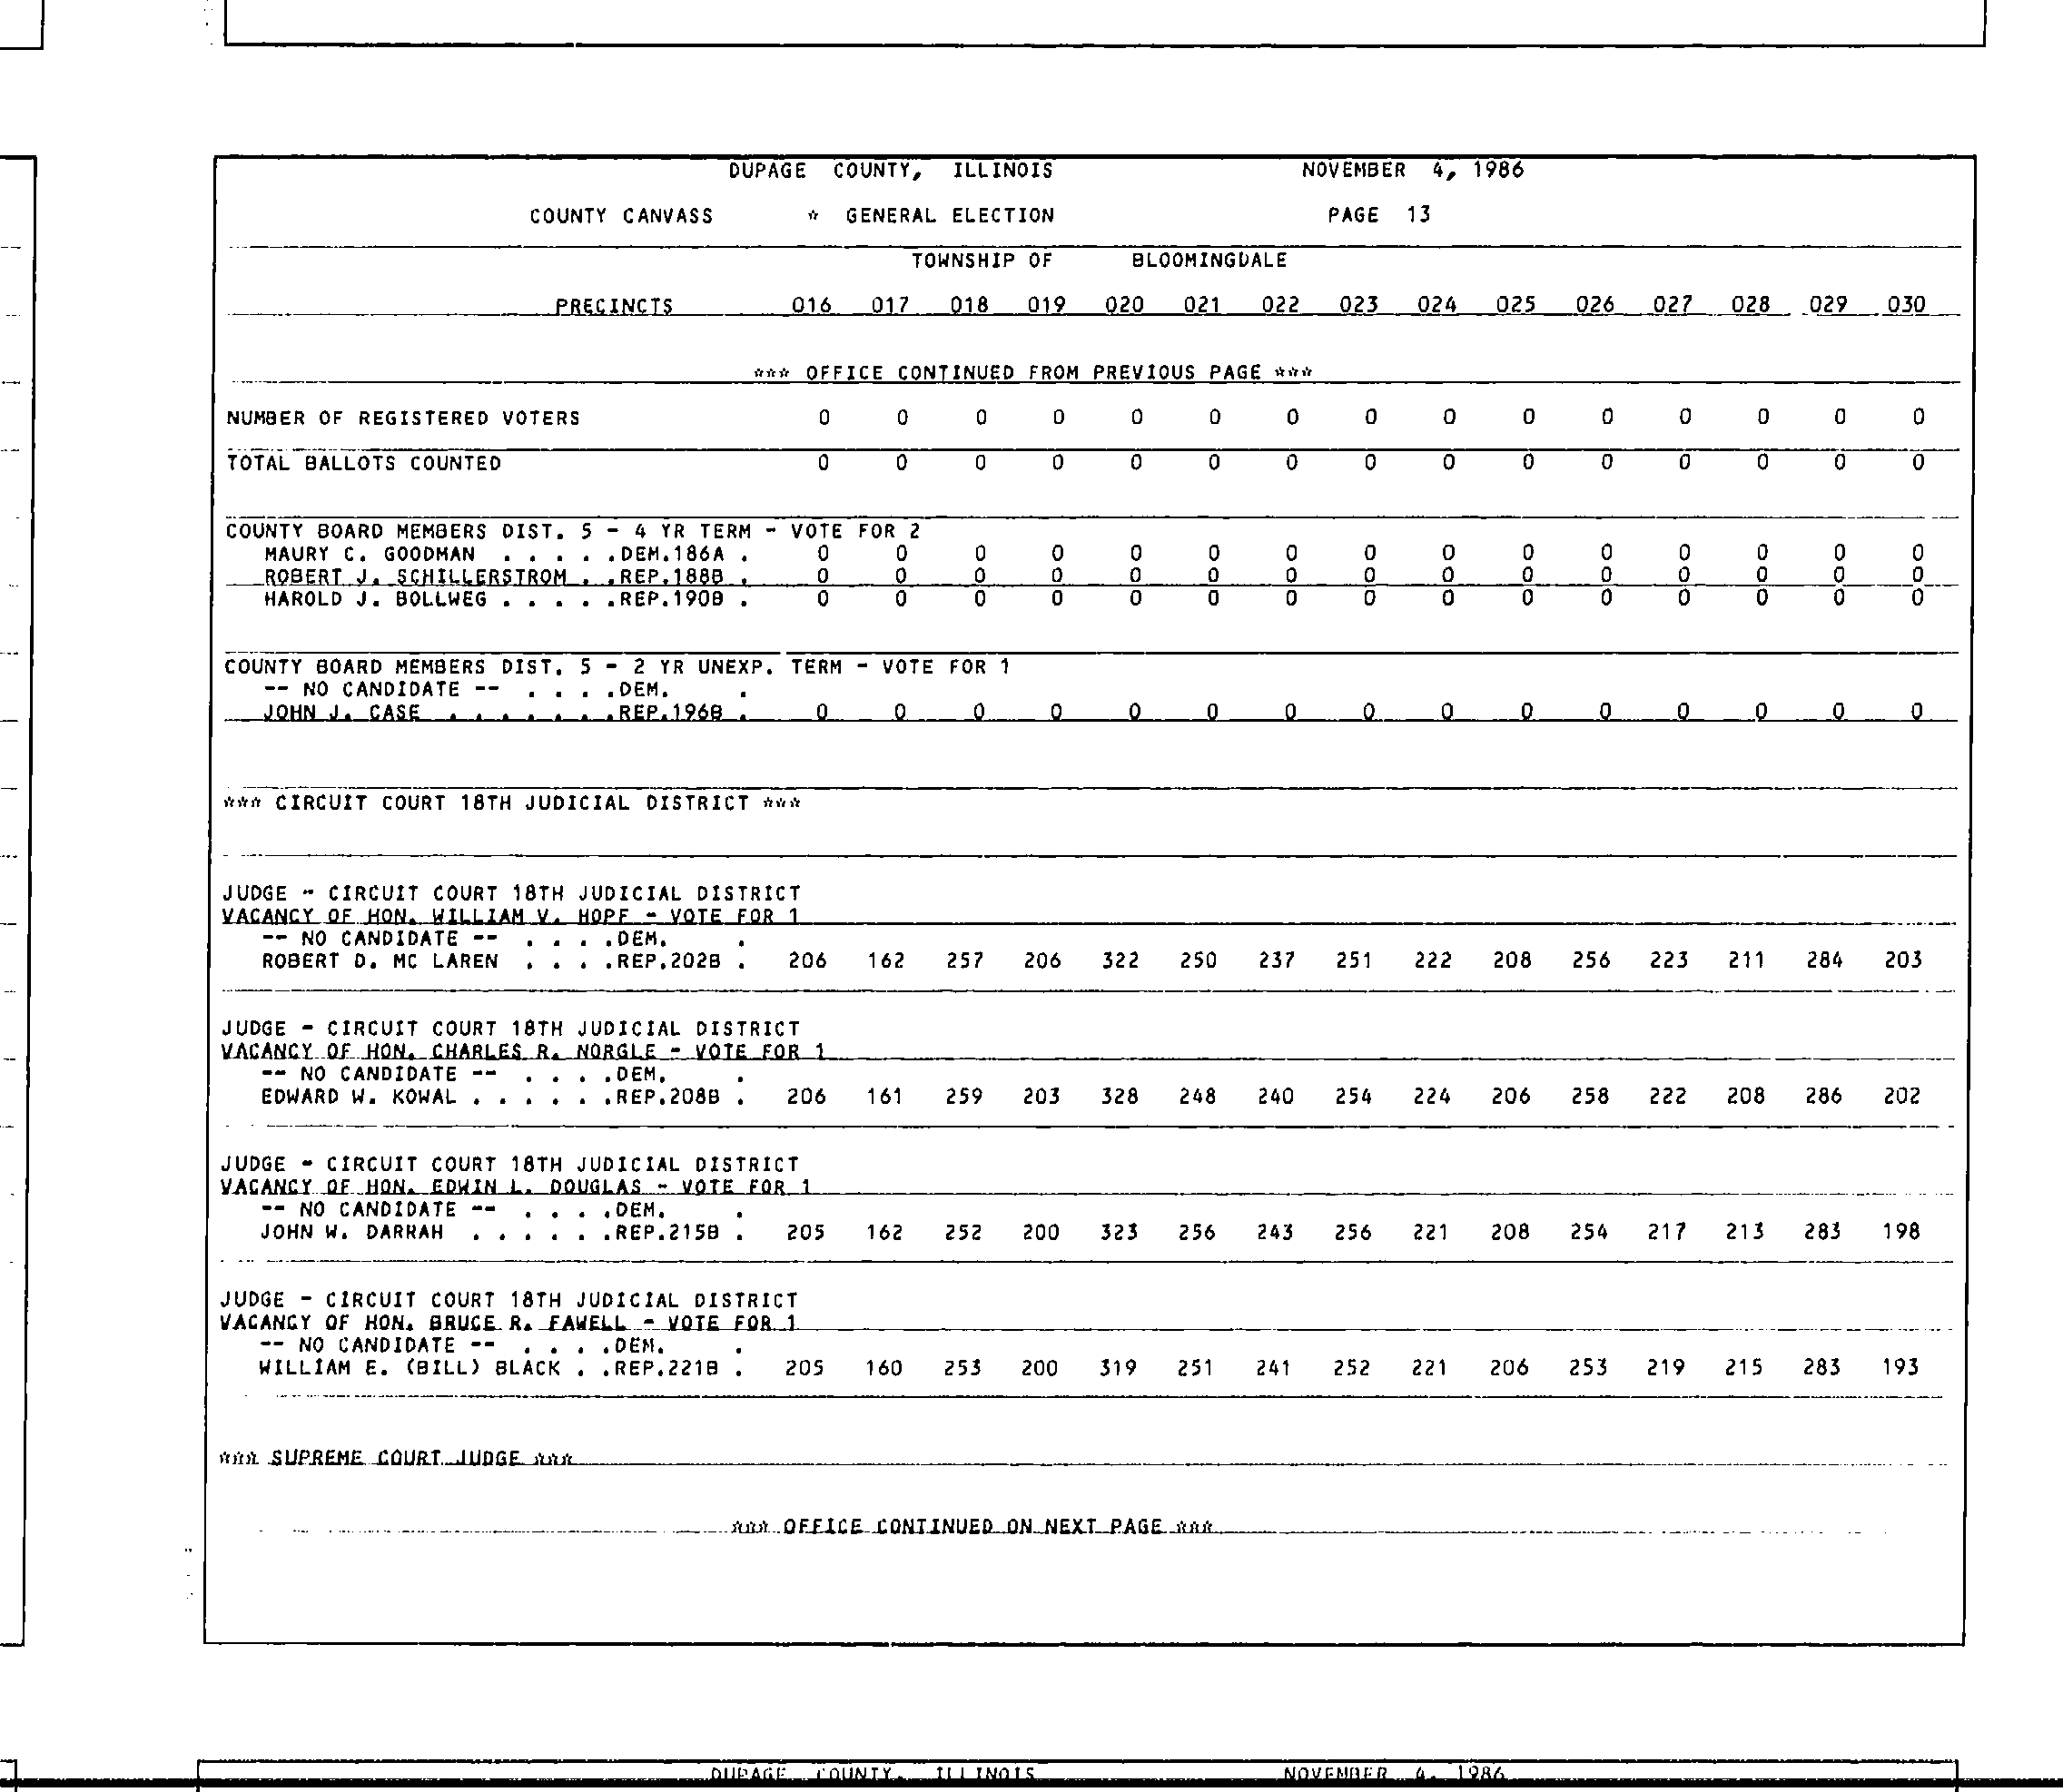 DUPAGE COUNTY, ILLINOIS NOVEMBER 4, 1986
COUNTY CANVASS * GENERAL ELECTION PAGE 13
TOWNSHIP OF BLOOMINGDALE
PRECINCTS 016 017 018 019 020 021 022 023 024 025 026 027 028 029 030
*** OFFICE CONTINUED FROM PREVIOUS PAGE ***
NUMBER OF REGISTERED VOTERS 0 0 0 0 0 0 0 0 0 0 0 0 0 0 0
TOTAL BALLOTS COUNTED 0 0 0 0 0 0 0 0 0 0 0 0 0 0 0
COUNTY BOARD MEMBERS DIST. 5 - 4 YR TERM - VOTE FOR 2
MAURY C. GOODMAN . . . . . .DEM.186A . 0 0 0 0 0 0 0 0 0 0 0 0 0 0 0
ROBERT J. SCHILLERSTROM . .REP.188B . 0 0 0 0 0 0 0 0 0 0 0 0 0 0 0
HAROLD J. BOLLWEG . . . . . .REP.190B . 0 0 0 0 0 0 0 0 0 0 0 0 0 0 0
COUNTY BOARD MEMBERS DIST. 5 - 2 YR UNEXP. TERM - VOTE FOR 1
-- NO CANDIDATE -- . . . .DEM. .
JOHN J. CASE . . . . . . .REP.196B . 0 0 0 0 0 0 0 0 0 0 0 0 0 0 0
*** CIRCUIT COURT 18TH JUDICIAL DISTRICT ***
JUDGE - CIRCUIT COURT 18TH JUDICIAL DISTRICT
VACANCY OF HON. WILLIAM V. HOPF - VOTE FOR 1
-- NO CANDIDATE -- . . . .DEM. .
ROBERT D. MC LAREN . . . .REP.202B . 206 162 257 206 322 250 237 251 222 208 256 223 211 284 203
JUDGE - CIRCUIT COURT 18TH JUDICIAL DISTRICT
VACANCY OF HON. CHARLES R. NORGLE - VOTE FOR 1
-- NO CANDIDATE -- . . . .DEM. .
EDWARD W. KOWAL . . . . . .REP.208B . 206 161 259 203 328 248 240 254 224 206 258 222 208 286 202
JUDGE - CIRCUIT COURT 18TH JUDICIAL DISTRICT
VACANCY OF HON. EDWIN L. DOUGLAS - VOTE FOR 1
-- NO CANDIDATE -- . . . .DEM. .
JOHN W. DARRAH . . . . . .REP.215B . 205 162 252 200 323 256 243 256 221 208 254 217 213 283 198
JUDGE - CIRCUIT COURT 18TH JUDICIAL DISTRICT
VACANCY OF HON. BRUCE R. FAWELL - VOTE FOR 1
-- NO CANDIDATE -- . . . .DEM. .
WILLIAM E. (BILL) BLACK . .REP.221B . 205 160 253 200 319 251 241 252 221 206 253 219 215 283 193
*** SUPREME COURT JUDGE ***
*** OFFICE CONTINUED ON NEXT PAGE ***
DUPAGE COUNTY, ILLINOIS NOVEMBER 4, 1986